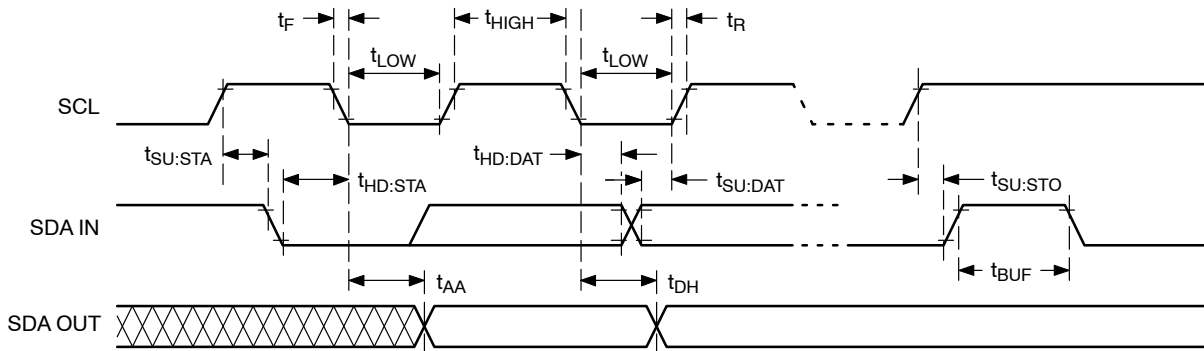 tF
tHIGH
tR
tLOW
tLOW
SCL
tSU:STA
tHD:STA
tHD:DAT
tSU:DAT
tSU:STO
SDA IN
tBUF
tAA
tDH
SDA OUT